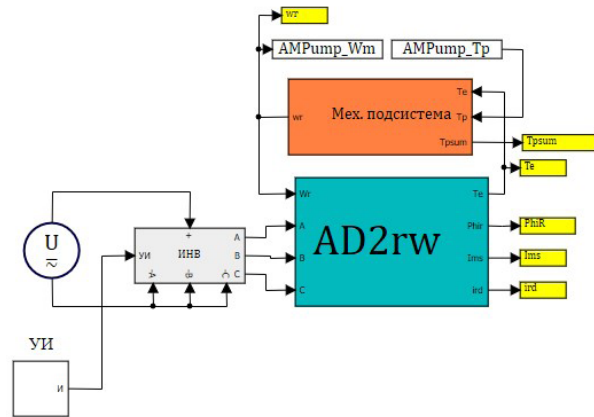 wr
AMPump_Wm
AMPump_Tp
Te
Мех. подсистема
wr
Tp
Tpsum
Tpsum
Te
Wr
Te
U
+
A
A
Phir
PhiR
AD2rw
УИ
ИНВ
B
B
Ims
Ims
-A
-B
-C
C
C
ird
ird
УИ
И